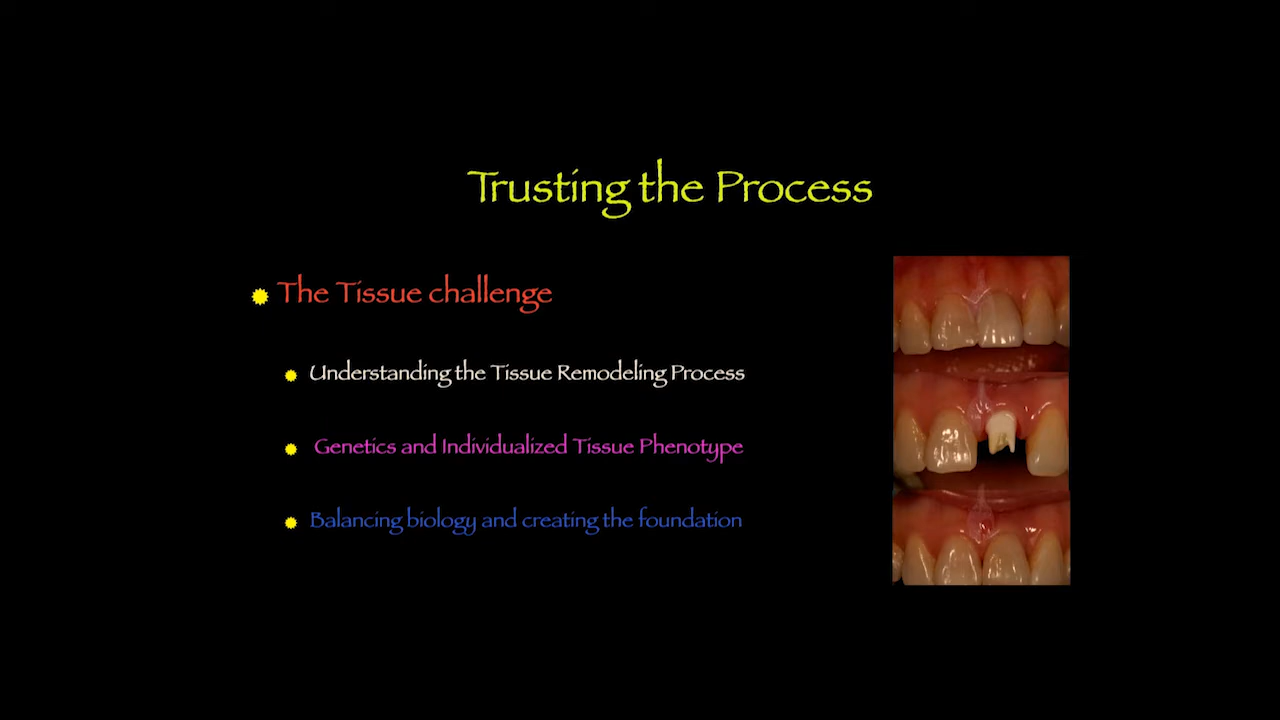 Trusting the Process
The Tissue challenge
Understanding the Tissue Remodeling Process
Genetics and Individualized Tissue Phenotype
Balancing biology and creating the foundation